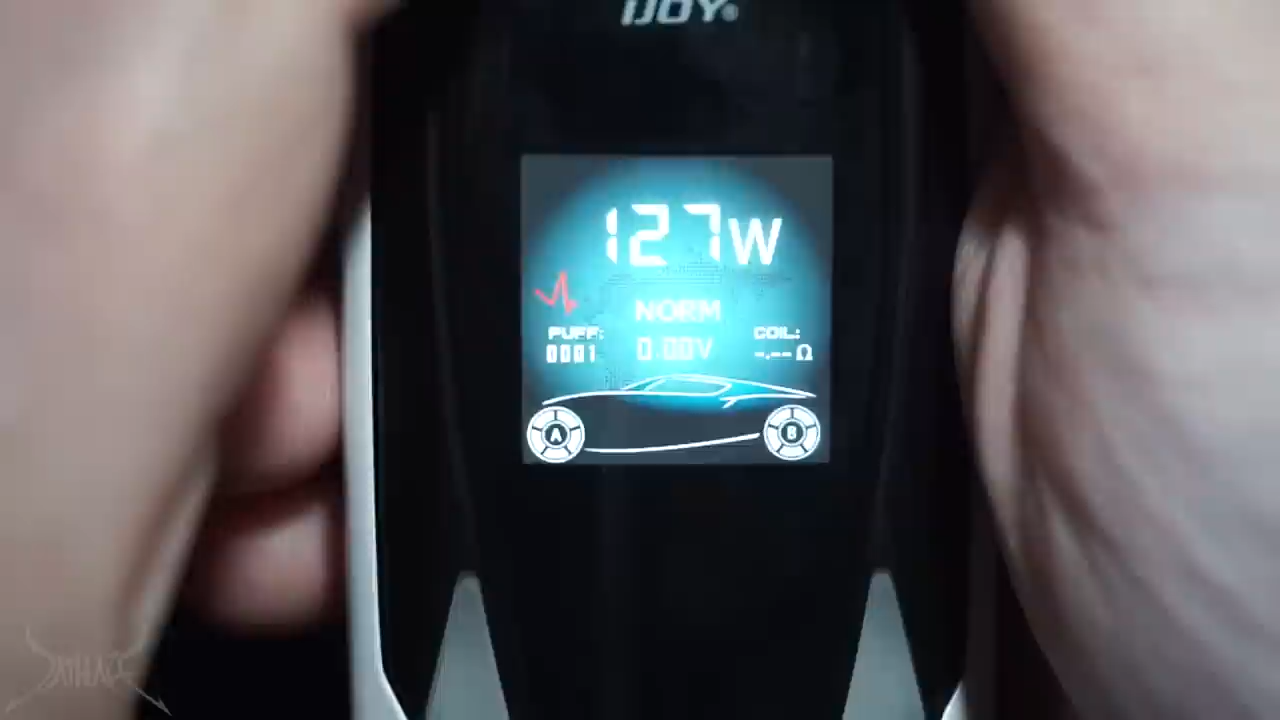 iJOY®
127W
NORM
PUFF:
0001
0.00V
COIL:
-.--Ω
A
B